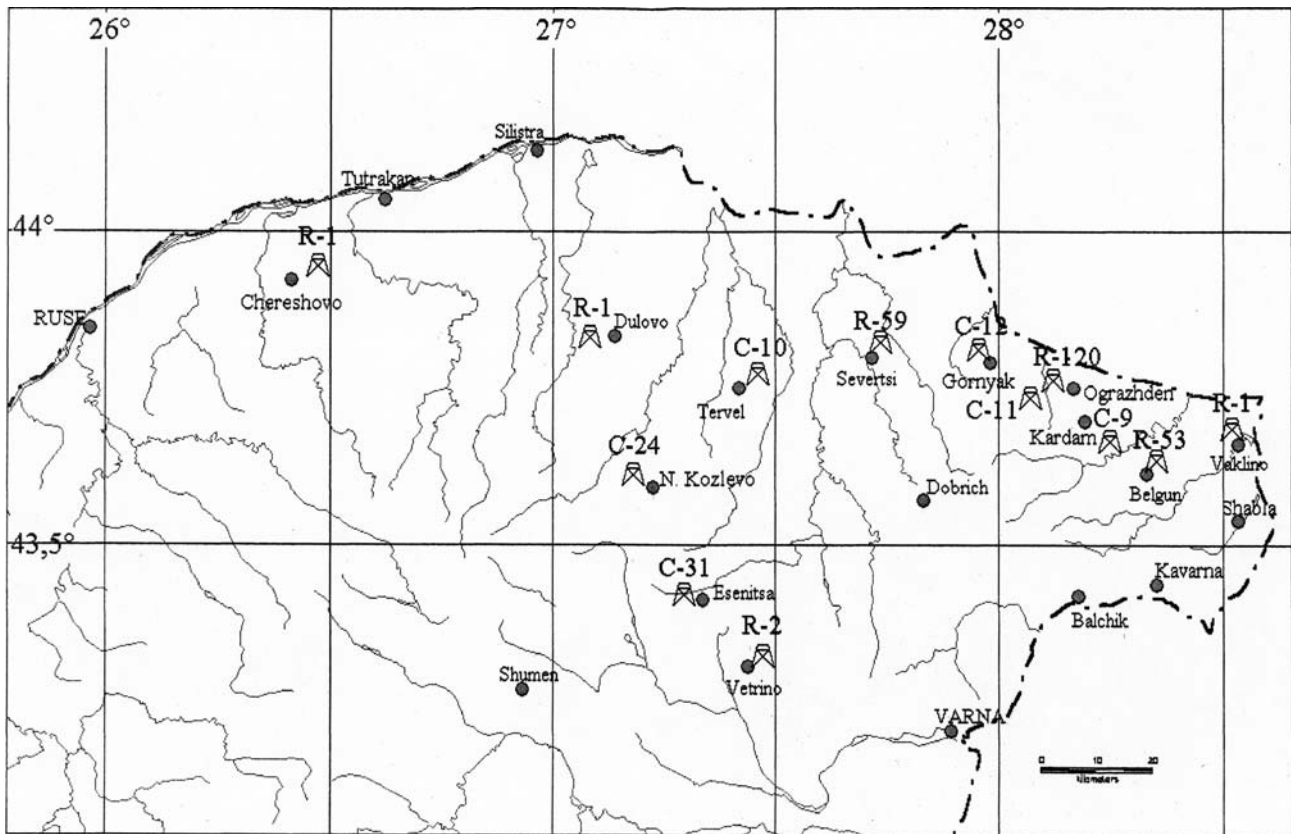 26°
27°
28°
Silistra
Tutrakan
44°
R-1
Chereshovo
RUSE
R-1
Dulovo
R-59
C-12
C-10
Severtsi
Gornyak
R-120
Tervel
C-11
Ograzhden
Kardam
C-9
R-1
R-53
Vaklino
C-24
N. Kozlevo
Dobrich
Belgun
Shabla
43,5°
C-31
Esenitsa
Kavarna
Balchik
R-2
Shumen
Vetrino
VARNA
0 10 20
kilometers